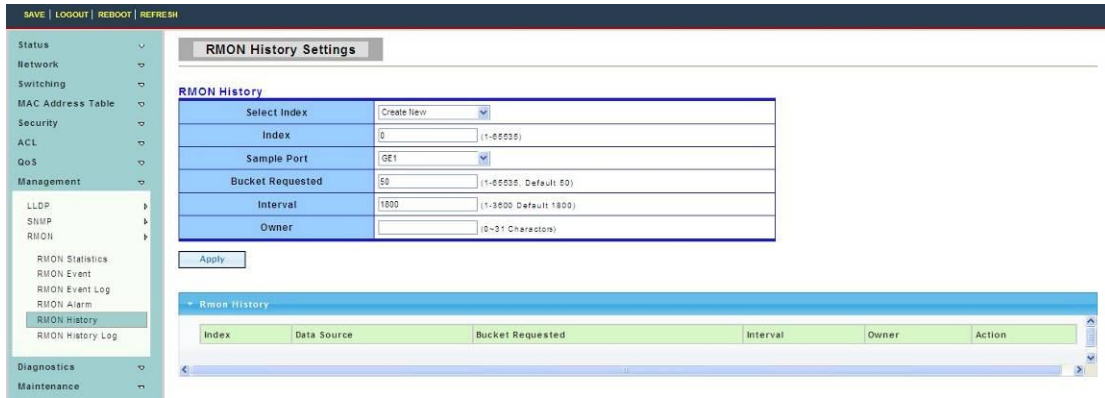 SAVE | LOGOUT | REBOOT | REFRESH
Status
Network
Switching
MAC Address Table
Security
ACL
QoS
Management
LLDP
SNMP
RMON
RMON Statistics
RMON Event
RMON Event Log
RMON Alarm
RMON History
RMON History Log
Diagnostics
Maintenance
RMON History Settings
RMON History
Select Index Create New
Index 0 (1-65535)
Sample Port GE1
Bucket Requested 50 (1-65535, Default 50)
Interval 1800 (1-3600 Default 1800)
Owner (0~31 Charactors)
Apply
Rmon History
Index Data Source Bucket Requested Interval Owner Action